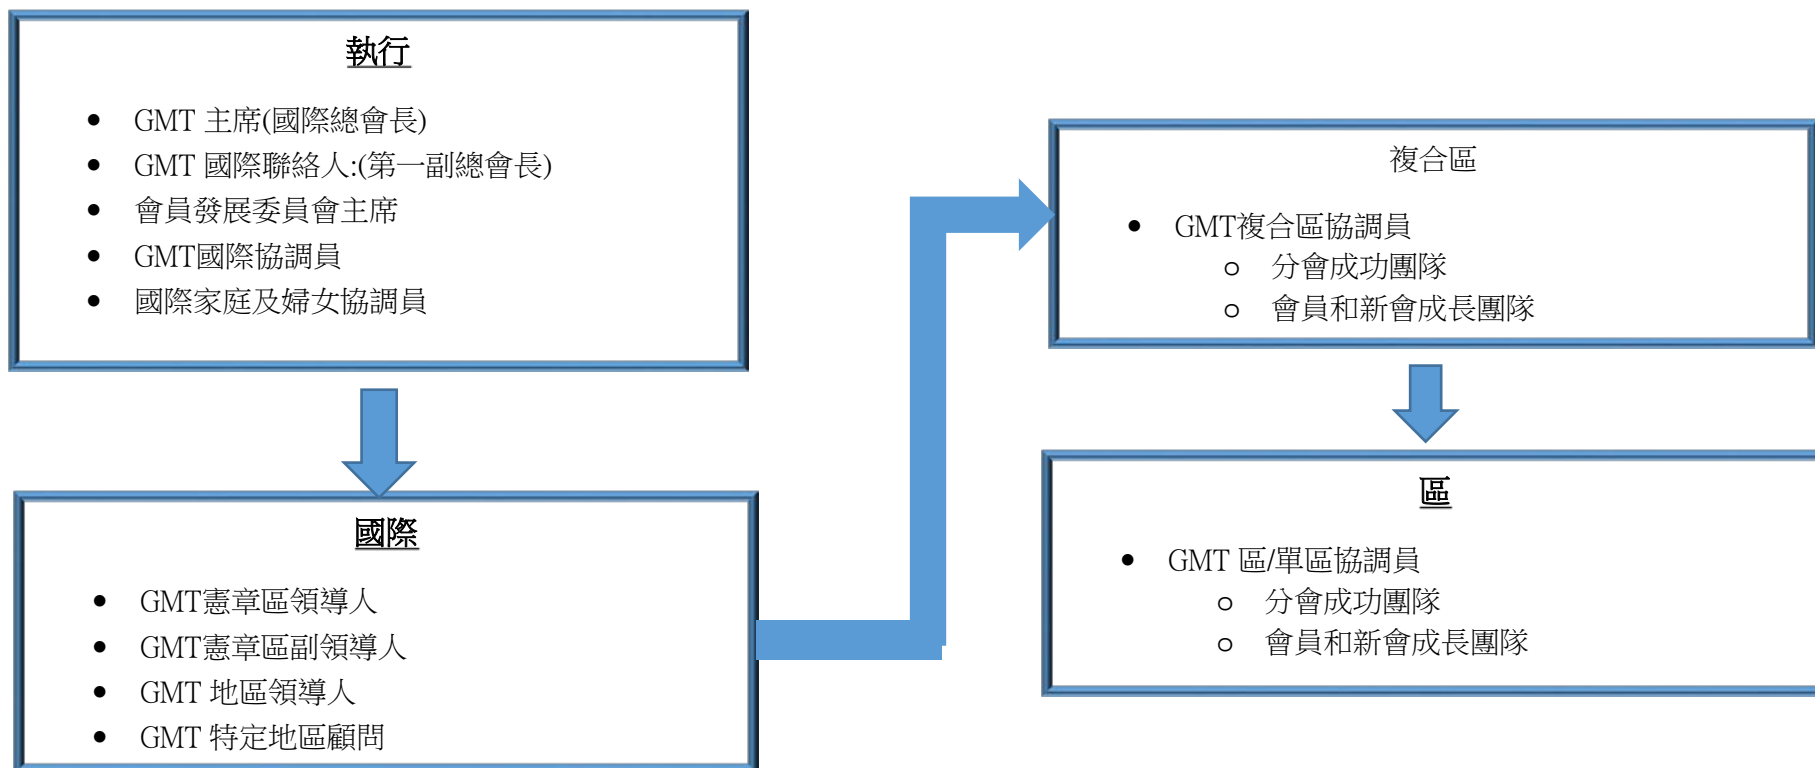 執行
• GMT 主席(國際總會長)
• GMT 國際聯絡人:(第一副總會長)
• 會員發展委員會主席
• GMT國際協調員
• 國際家庭及婦女協調員
國際
• GMT憲章區領導人
• GMT憲章區副領導人
• GMT 地區領導人
• GMT 特定地區顧問
複合區
• GMT複合區協調員
o 分會成功團隊
o 會員和新會成長團隊
區
• GMT 區/單區協調員
o 分會成功團隊
o 會員和新會成長團隊